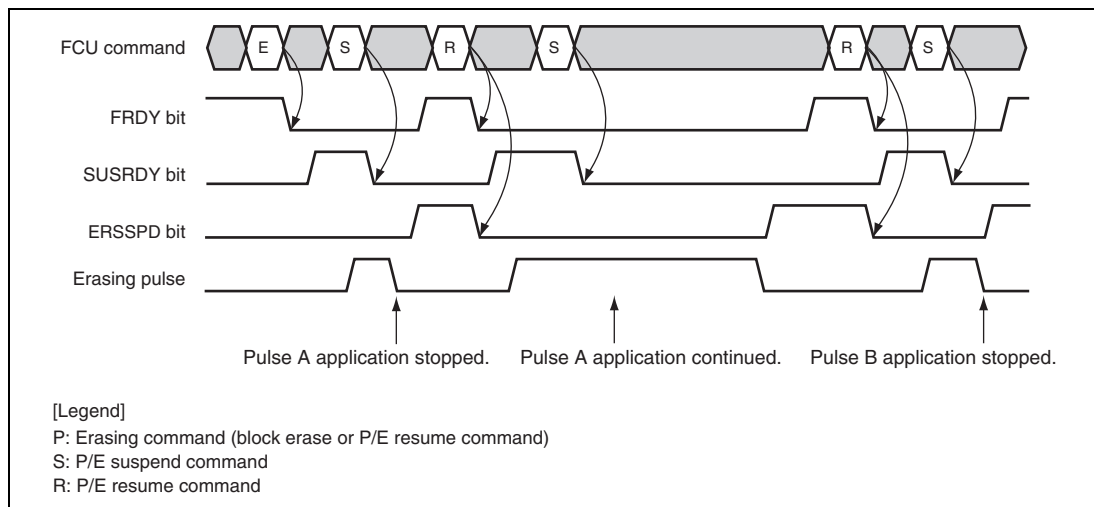 FCU command E S R S R S
FRDY bit
SUSRDY bit
ERSSPD bit
Erasing pulse
Pulse A application stopped. Pulse A application continued. Pulse B application stopped.
[Legend]
P: Erasing command (block erase or P/E resume command)
S: P/E suspend command
R: P/E resume command